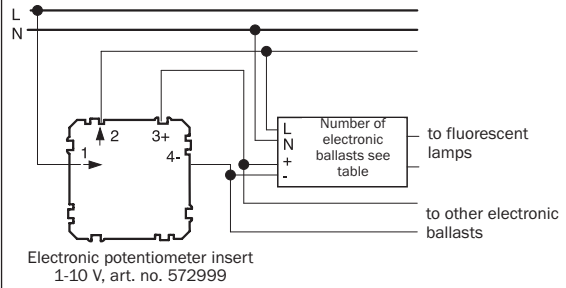 L
N
2
3+
1
4-
L
N
+
-
Number of
electronic
ballasts see
table
to fluorescent
lamps
to other electronic
ballasts
Electronic potentiometer insert
1-10 V, art. no. 572999